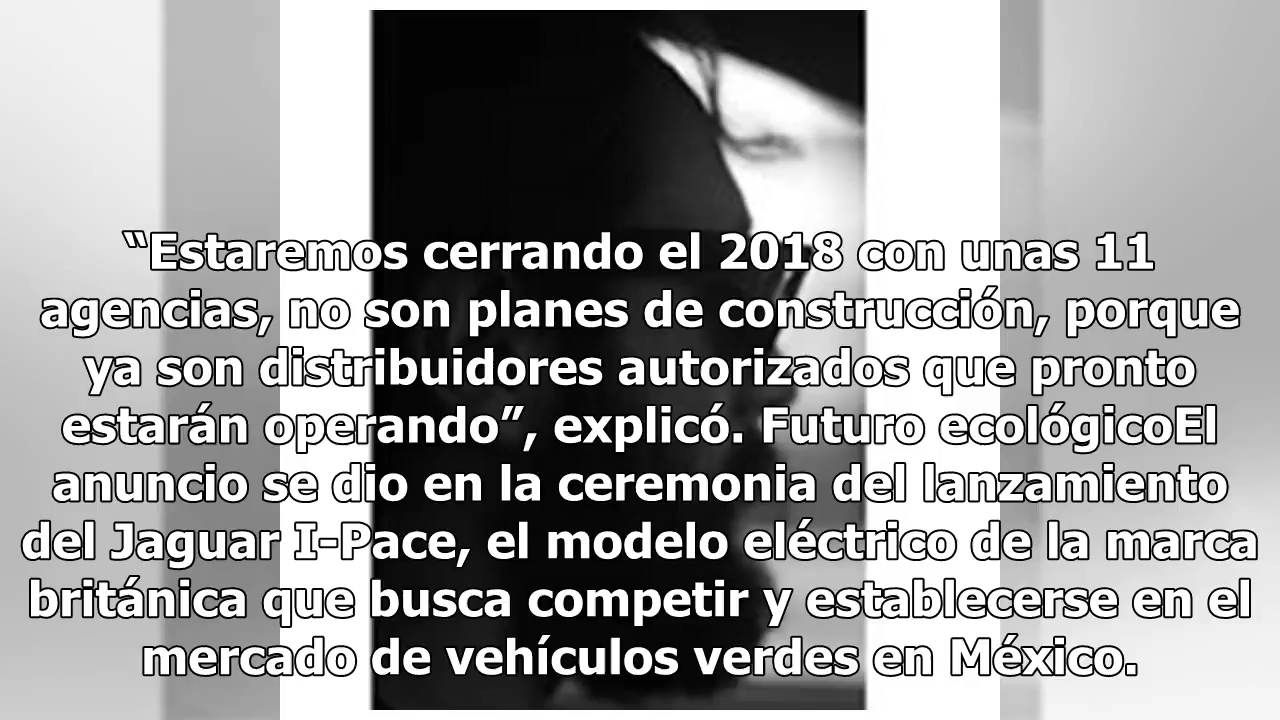 “Estaremos cerrando el 2018 con unas 11
agencias, no son planes de construcción, porque
ya son distribuidores autorizados que pronto
estarán operando”, explicó. Futuro ecológicoEl
anuncio se dio en la ceremonia del lanzamiento
del Jaguar I-Pace, el modelo eléctrico de la marca
británica que busca competir y establecerse en el
mercado de vehículos verdes en México.